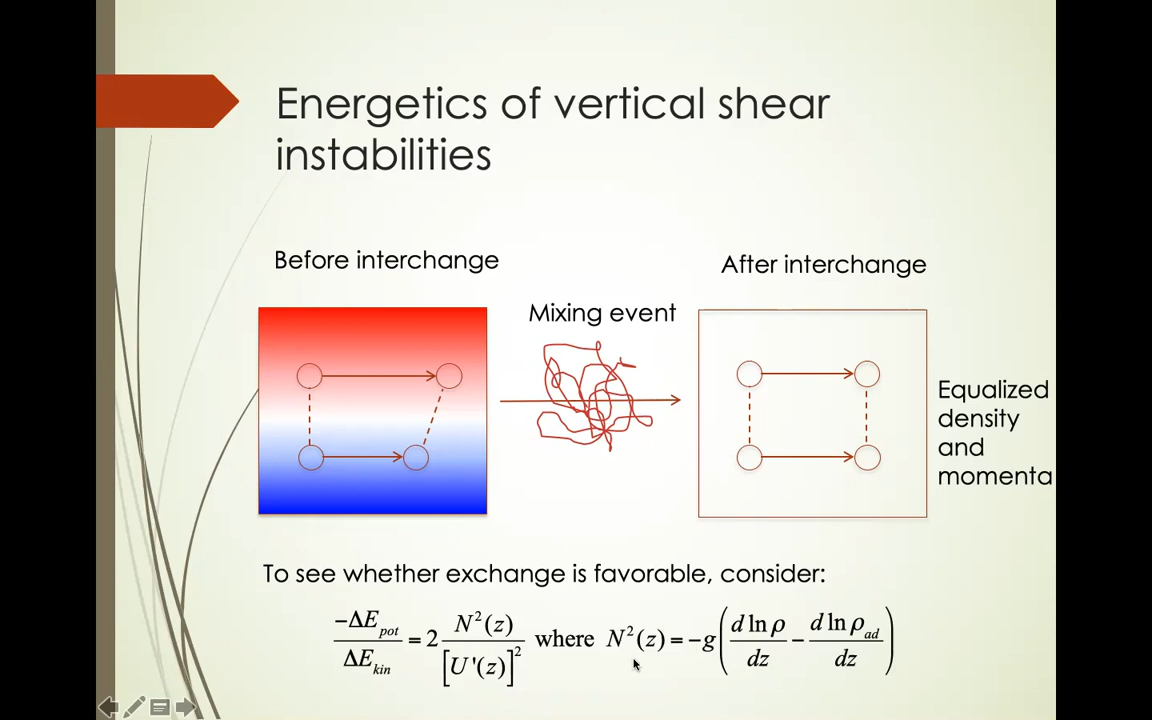 Energetics of vertical shear
instabilities
Before interchange
After interchange
Mixing event
Equalized
density
and
momenta
To see whether exchange is favorable, consider:
−ΔE_pot / ΔE_kin = 2 N²(z) / [U'(z)]² where N²(z) = −g ( d ln ρ / dz − d ln ρ_ad / dz )